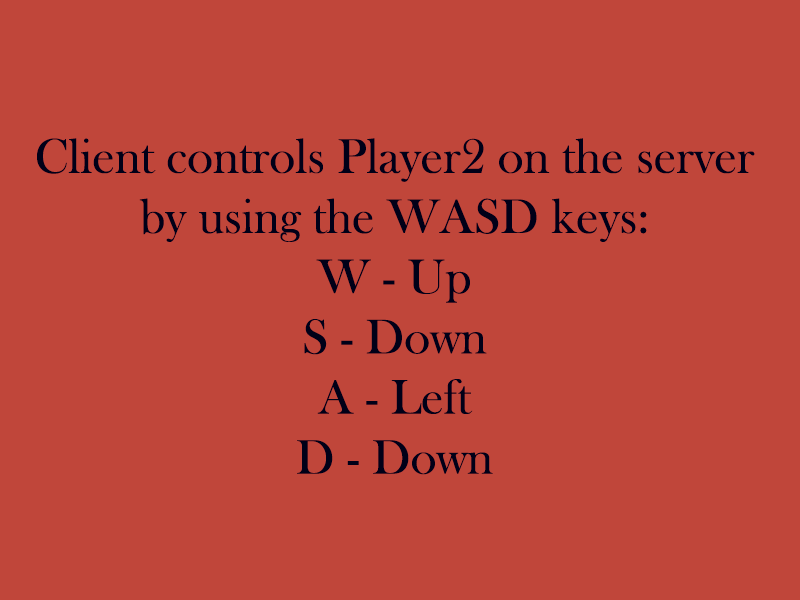 Client controls Player2 on the server
by using the WASD keys:
W - Up
S - Down
A - Left
D - Down